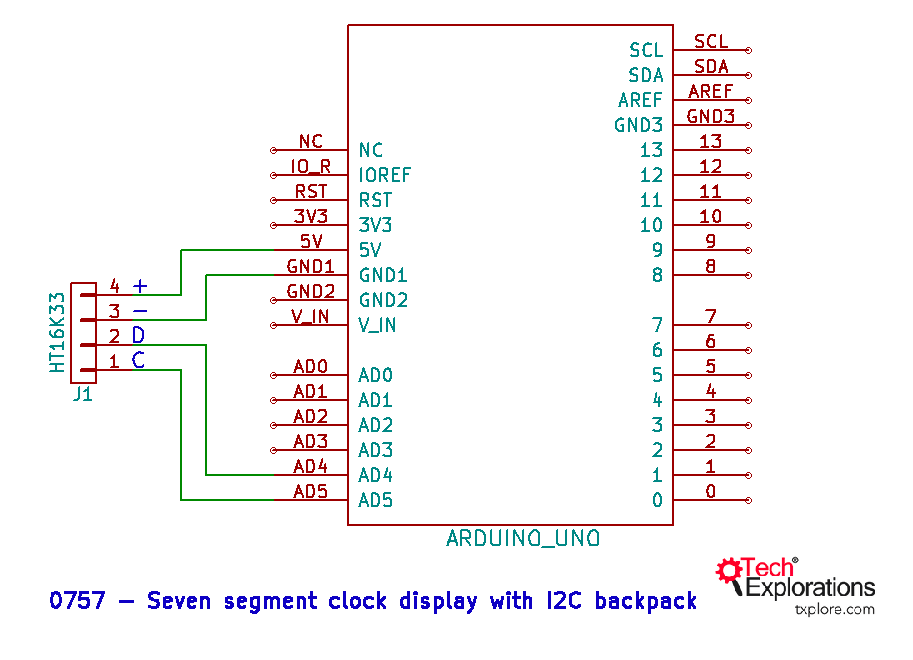 SCL SCL
SDA SDA
AREF AREF
GND3 GND3
NC NC 13 13
IO_R IOREF 12 12
RST RST 11 11
3V3 3V3 10 10
5V 5V 9 9
GND1 GND1 8 8
4 +
GND2 GND2
3 −
V_IN V_IN 7 7
2 D
6 6
1 C
HT16K33
J1
AD0 AD0 5 5
AD1 AD1 4 4
AD2 AD2 3 3
AD3 AD3 2 2
AD4 AD4 1 1
AD5 AD5 0 0
ARDUINO_UNO
Tech®
Explorations
txplore.com
0757 – Seven segment clock display with I2C backpack